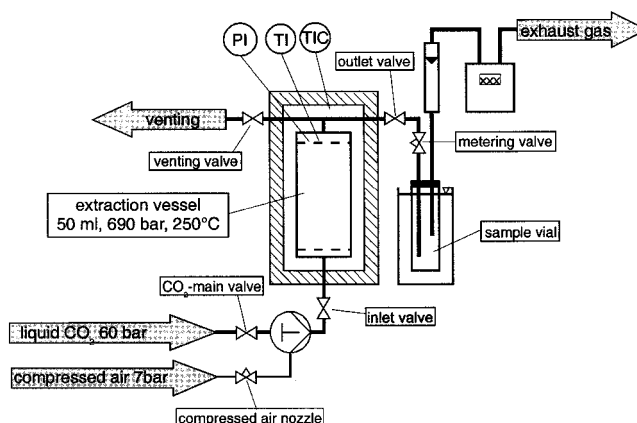 PI TI TIC
exhaust gas
outlet valve
venting
venting valve
metering valve
extraction vessel
50 ml, 690 bar, 250°C
sample vial
CO₂-main valve
inlet valve
liquid CO₂ 60 bar
compressed air 7bar
compressed air nozzle